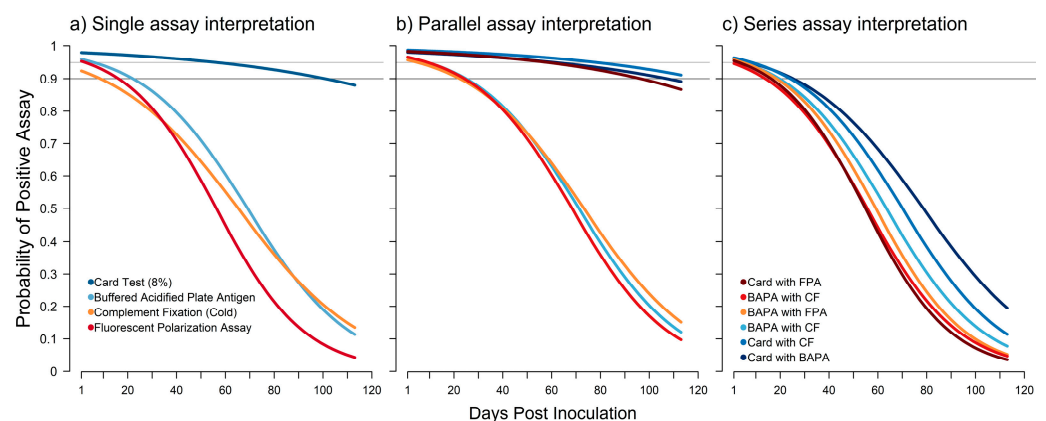 a) Single assay interpretation
b) Parallel assay interpretation
c) Series assay interpretation
Probability of Positive Assay
1
0.9
0.8
0.7
0.6
0.5
0.4
0.3
0.2
0.1
0
Card Test (8%)
Buffered Acidified Plate Antigen
Complement Fixation (Cold)
Fluorescent Polarization Assay
Card with FPA
BAPA with CF
BAPA with FPA
BAPA with CF
Card with CF
Card with BAPA
1 20 40 60 80 100 120
1 20 40 60 80 100 120
1 20 40 60 80 100 120
Days Post Inoculation